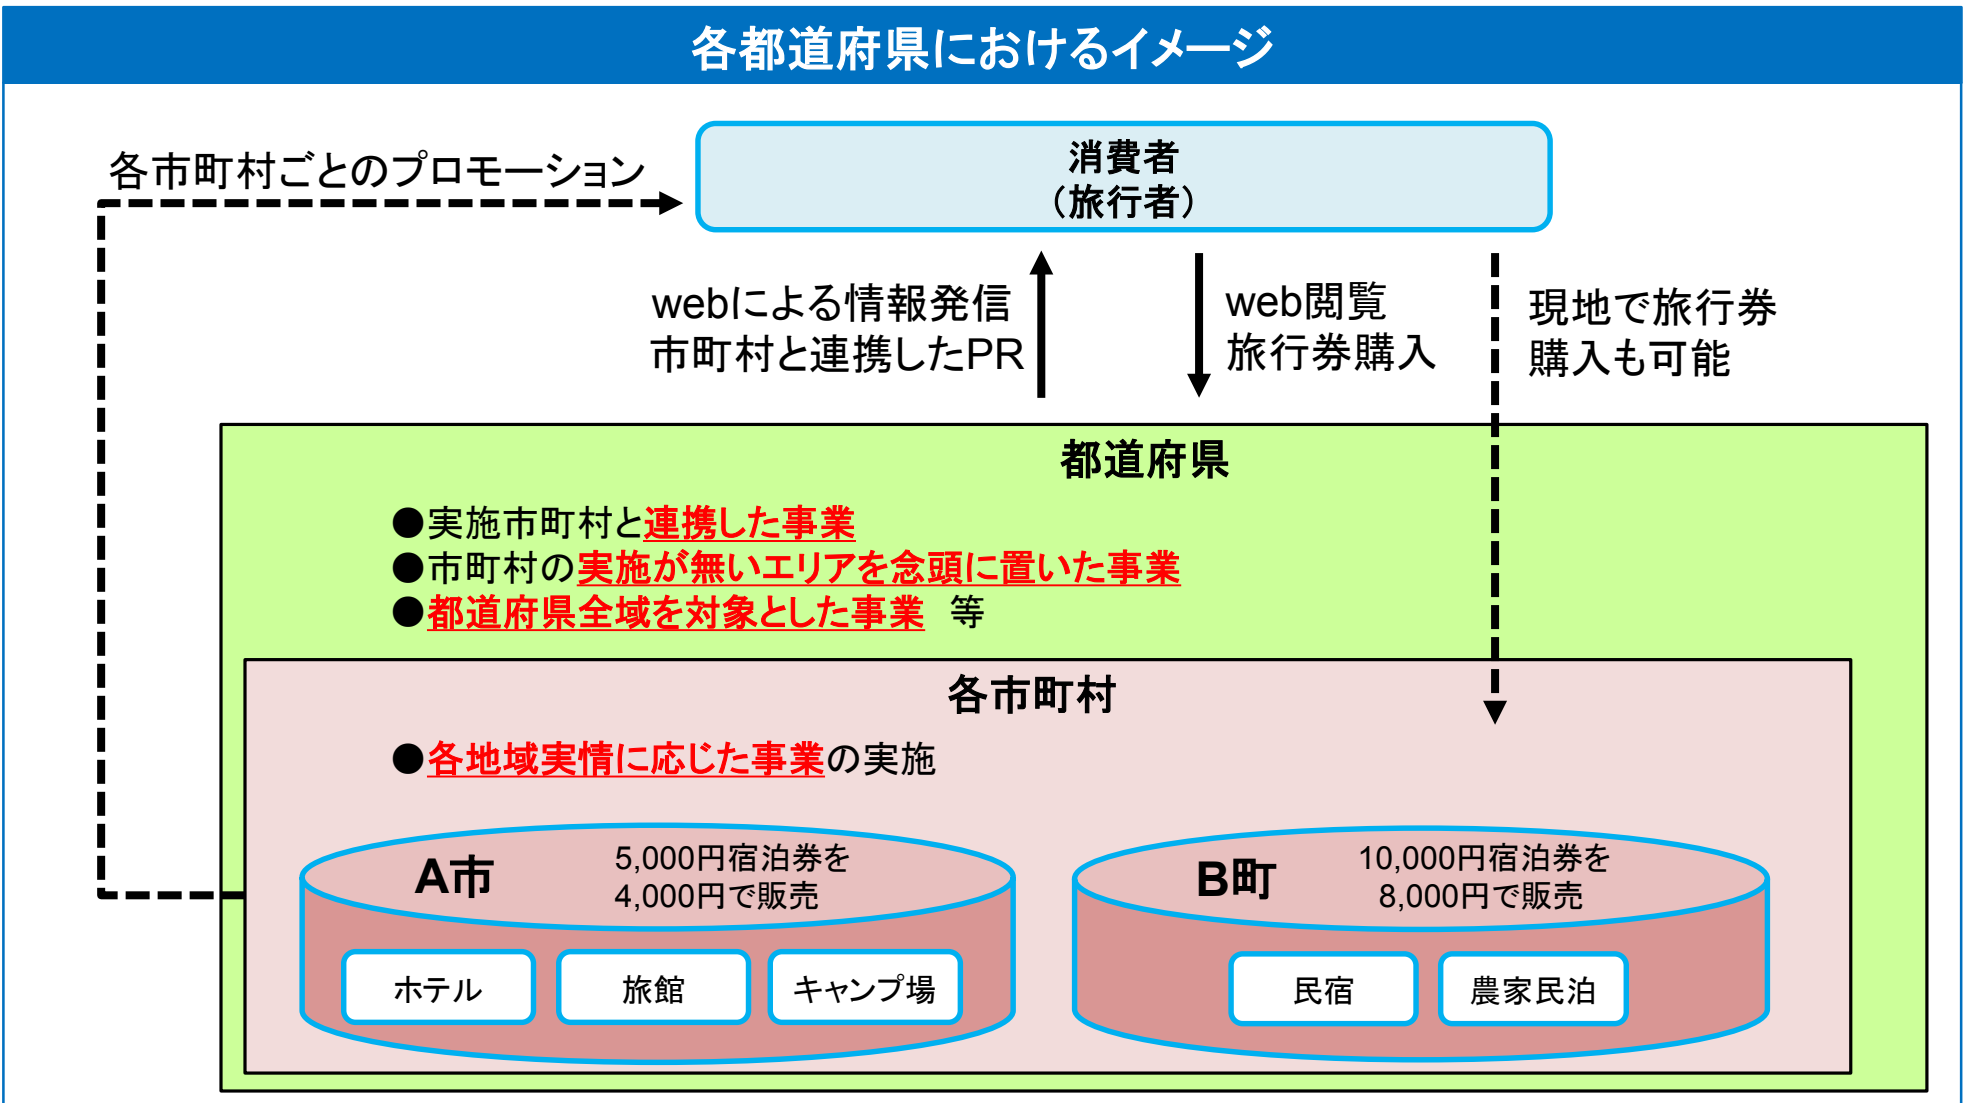 各都道府県におけるイメージ
各市町村ごとのプロモーション
消費者
（旅行者）
webによる情報発信
市町村と連携したPR
web閲覧
旅行券購入
現地で旅行券
購入も可能
都道府県
●実施市町村と連携した事業
●市町村の実施が無いエリアを念頭に置いた事業
●都道府県全域を対象とした事業　等
各市町村
●各地域実情に応じた事業の実施
A市
5,000円宿泊券を
4,000円で販売
ホテル
旅館
キャンプ場
B町
10,000円宿泊券を
8,000円で販売
民宿
農家民泊